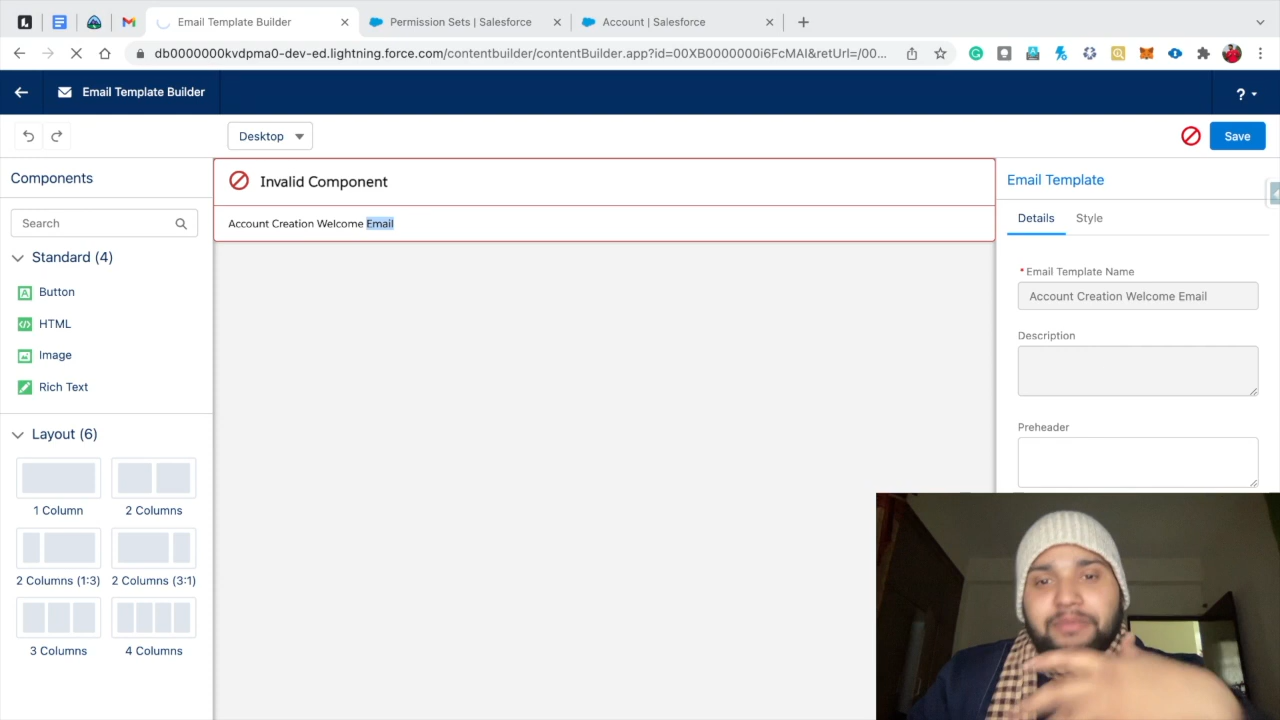 Email Template Builder
Permission Sets | Salesforce
Account | Salesforce
db0000000kvdpma0-dev-ed.lightning.force.com/contentbuilder/contentBuilder.app?id=00XB0000000i6FcMAI&retUrl=/00...
Email Template Builder
?
Desktop
Save
Components
Search
Standard (4)
Button
HTML
Image
Rich Text
Layout (6)
1 Column
2 Columns
2 Columns (1:3)
2 Columns (3:1)
3 Columns
4 Columns
Invalid Component
Account Creation Welcome Email
Email Template
Details
Style
* Email Template Name
Account Creation Welcome Email
Description
Preheader